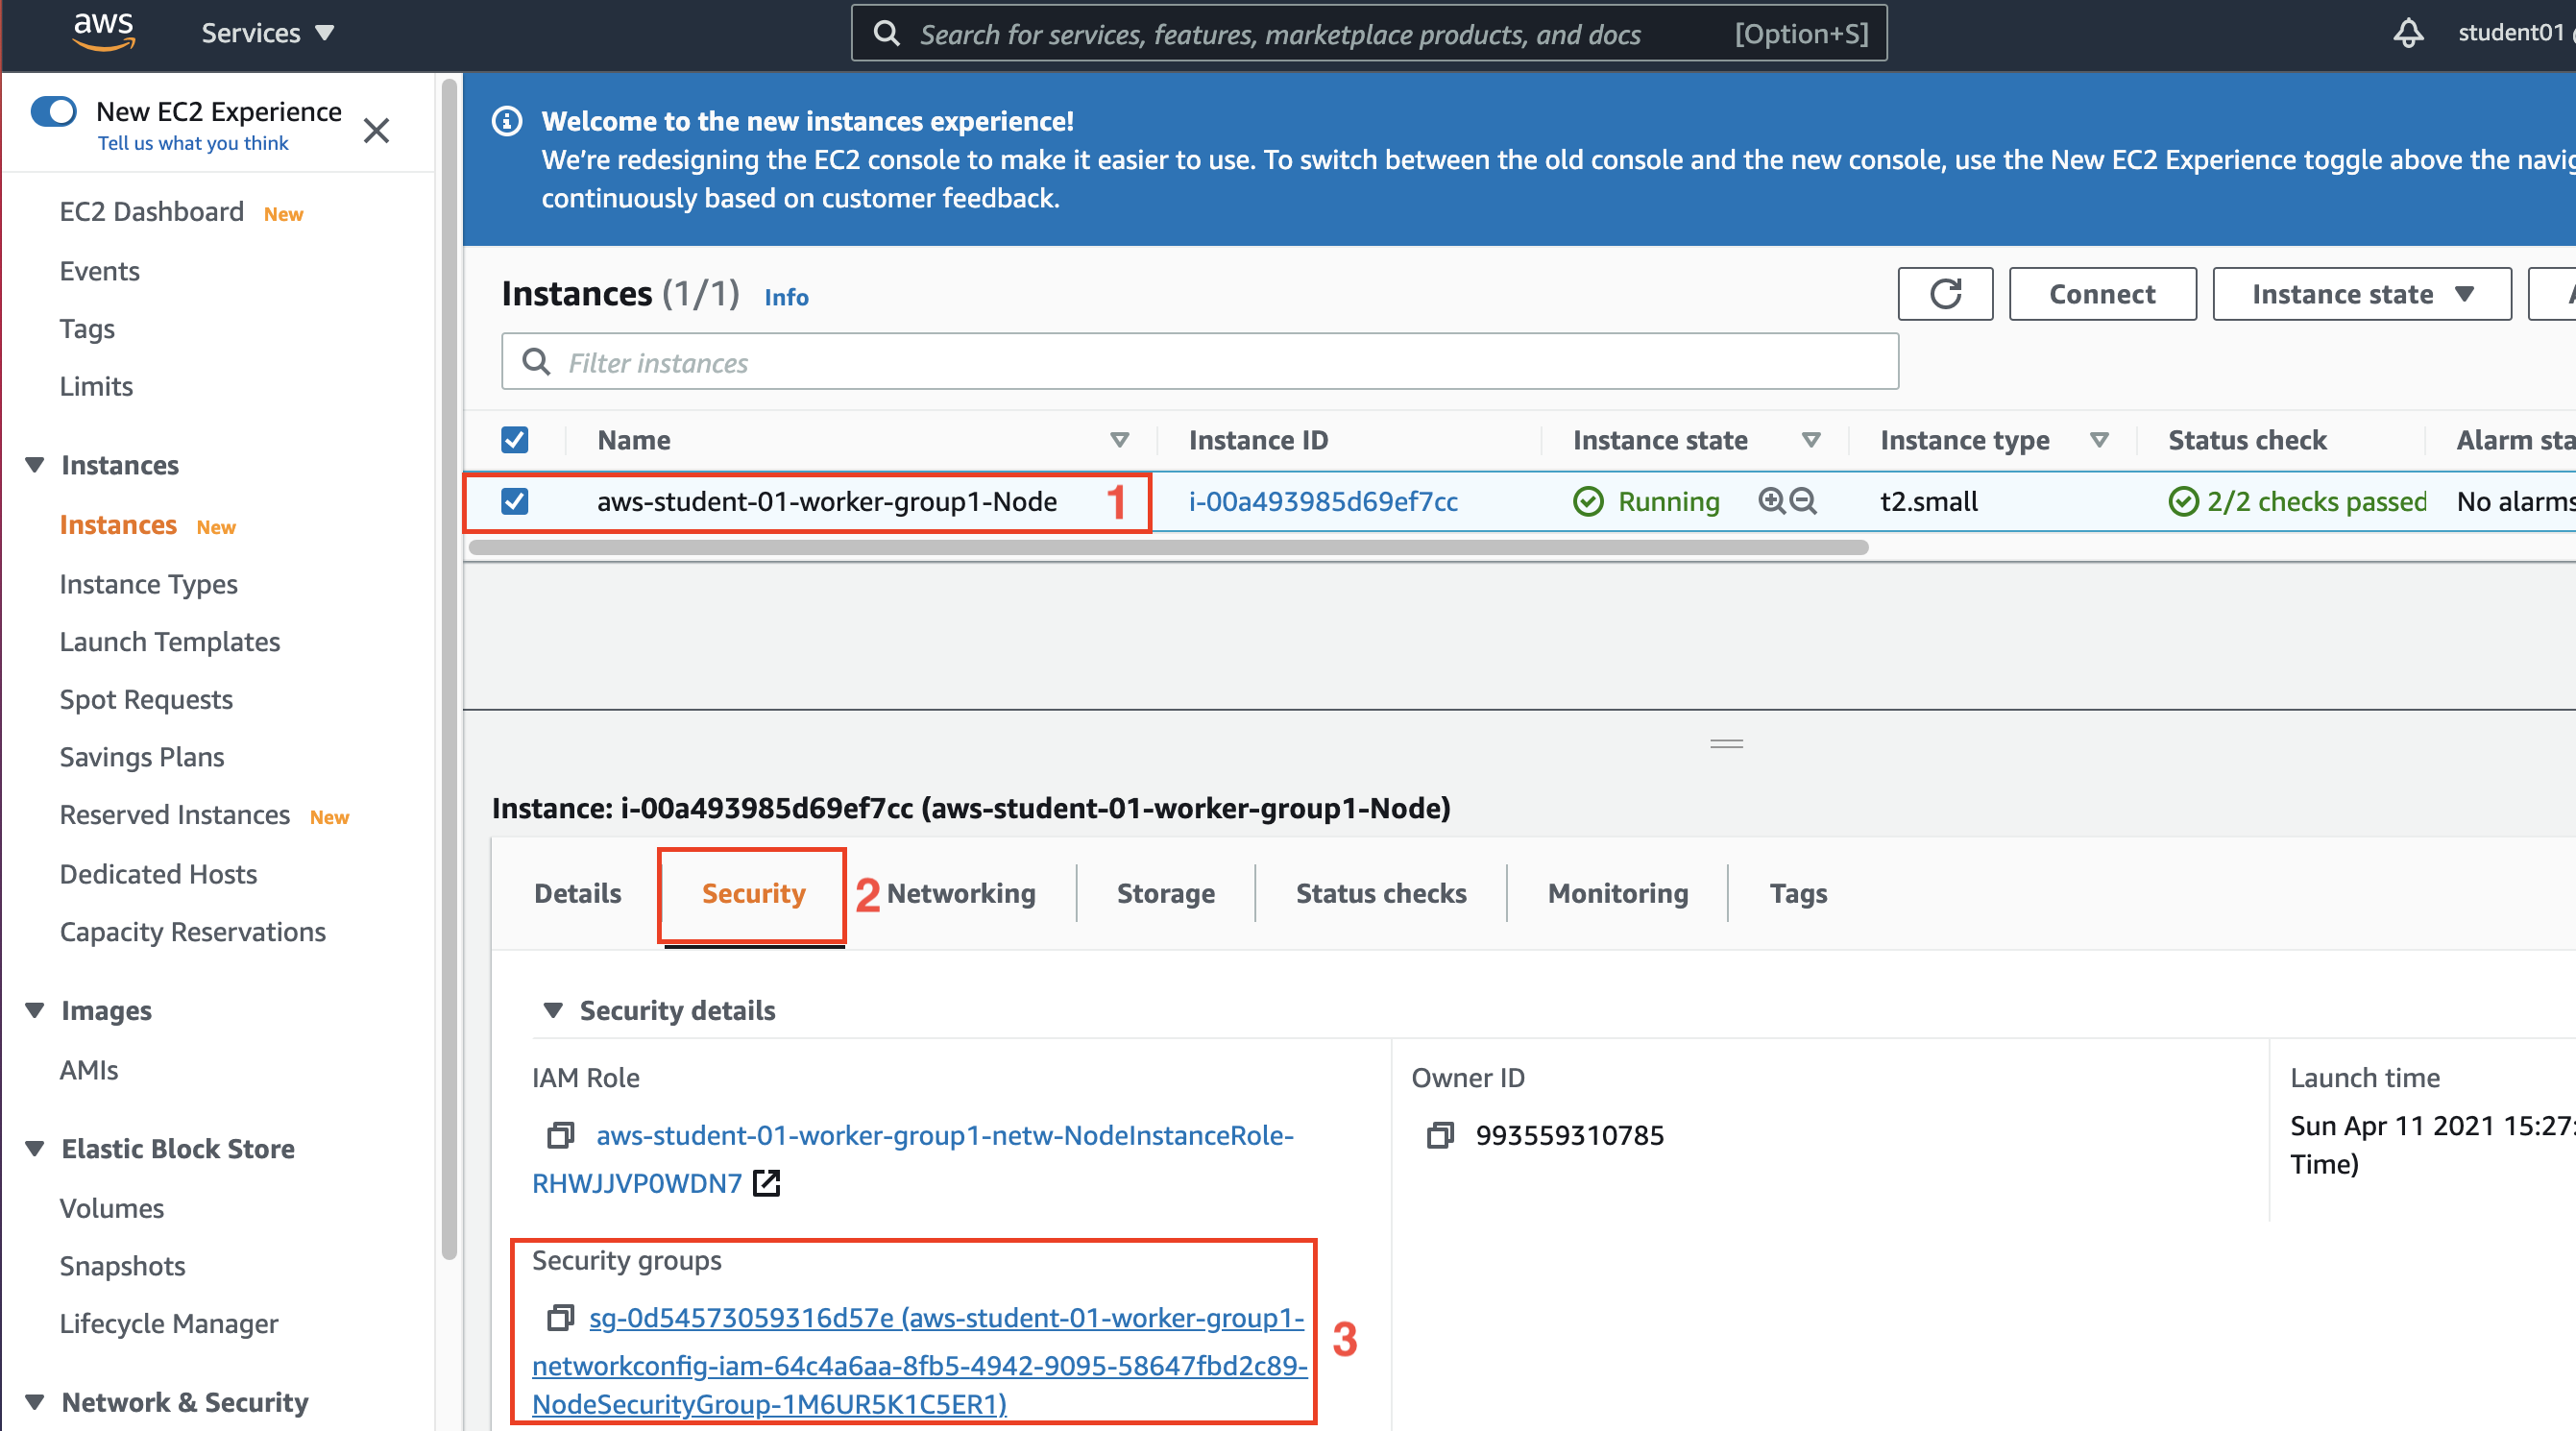 aws
Services
Search for services, features, marketplace products, and docs [Option+S]
student01
New EC2 Experience
Tell us what you think
EC2 Dashboard New
Events
Tags
Limits
Instances
Instances New
Instance Types
Launch Templates
Spot Requests
Savings Plans
Reserved Instances New
Dedicated Hosts
Capacity Reservations
Images
AMIs
Elastic Block Store
Volumes
Snapshots
Lifecycle Manager
Network & Security
Welcome to the new instances experience!
We're redesigning the EC2 console to make it easier to use. To switch between the old console and the new console, use the New EC2 Experience toggle above the
continuously based on customer feedback.
Instances (1/1) Info
Connect
Instance state
Filter instances
Name Instance ID Instance state Instance type Status check Alarm
aws-student-01-worker-group1-Node 1 i-00a493985d69ef7cc Running t2.small 2/2 checks passed No alarms
Instance: i-00a493985d69ef7cc (aws-student-01-worker-group1-Node)
Details Security 2 Networking Storage Status checks Monitoring Tags
Security details
IAM Role
aws-student-01-worker-group1-netw-NodeInstanceRole-
RHWJJVP0WDN7
Owner ID
993559310785
Launch time
Sun Apr 11 2021 15:27:
Time)
Security groups
sg-0d54573059316d57e (aws-student-01-worker-group1-
networkconfig-iam-64c4a6aa-8fb5-4942-9095-58647fbd2c89-
NodeSecurityGroup-1M6UR5K1C5ER1)
3